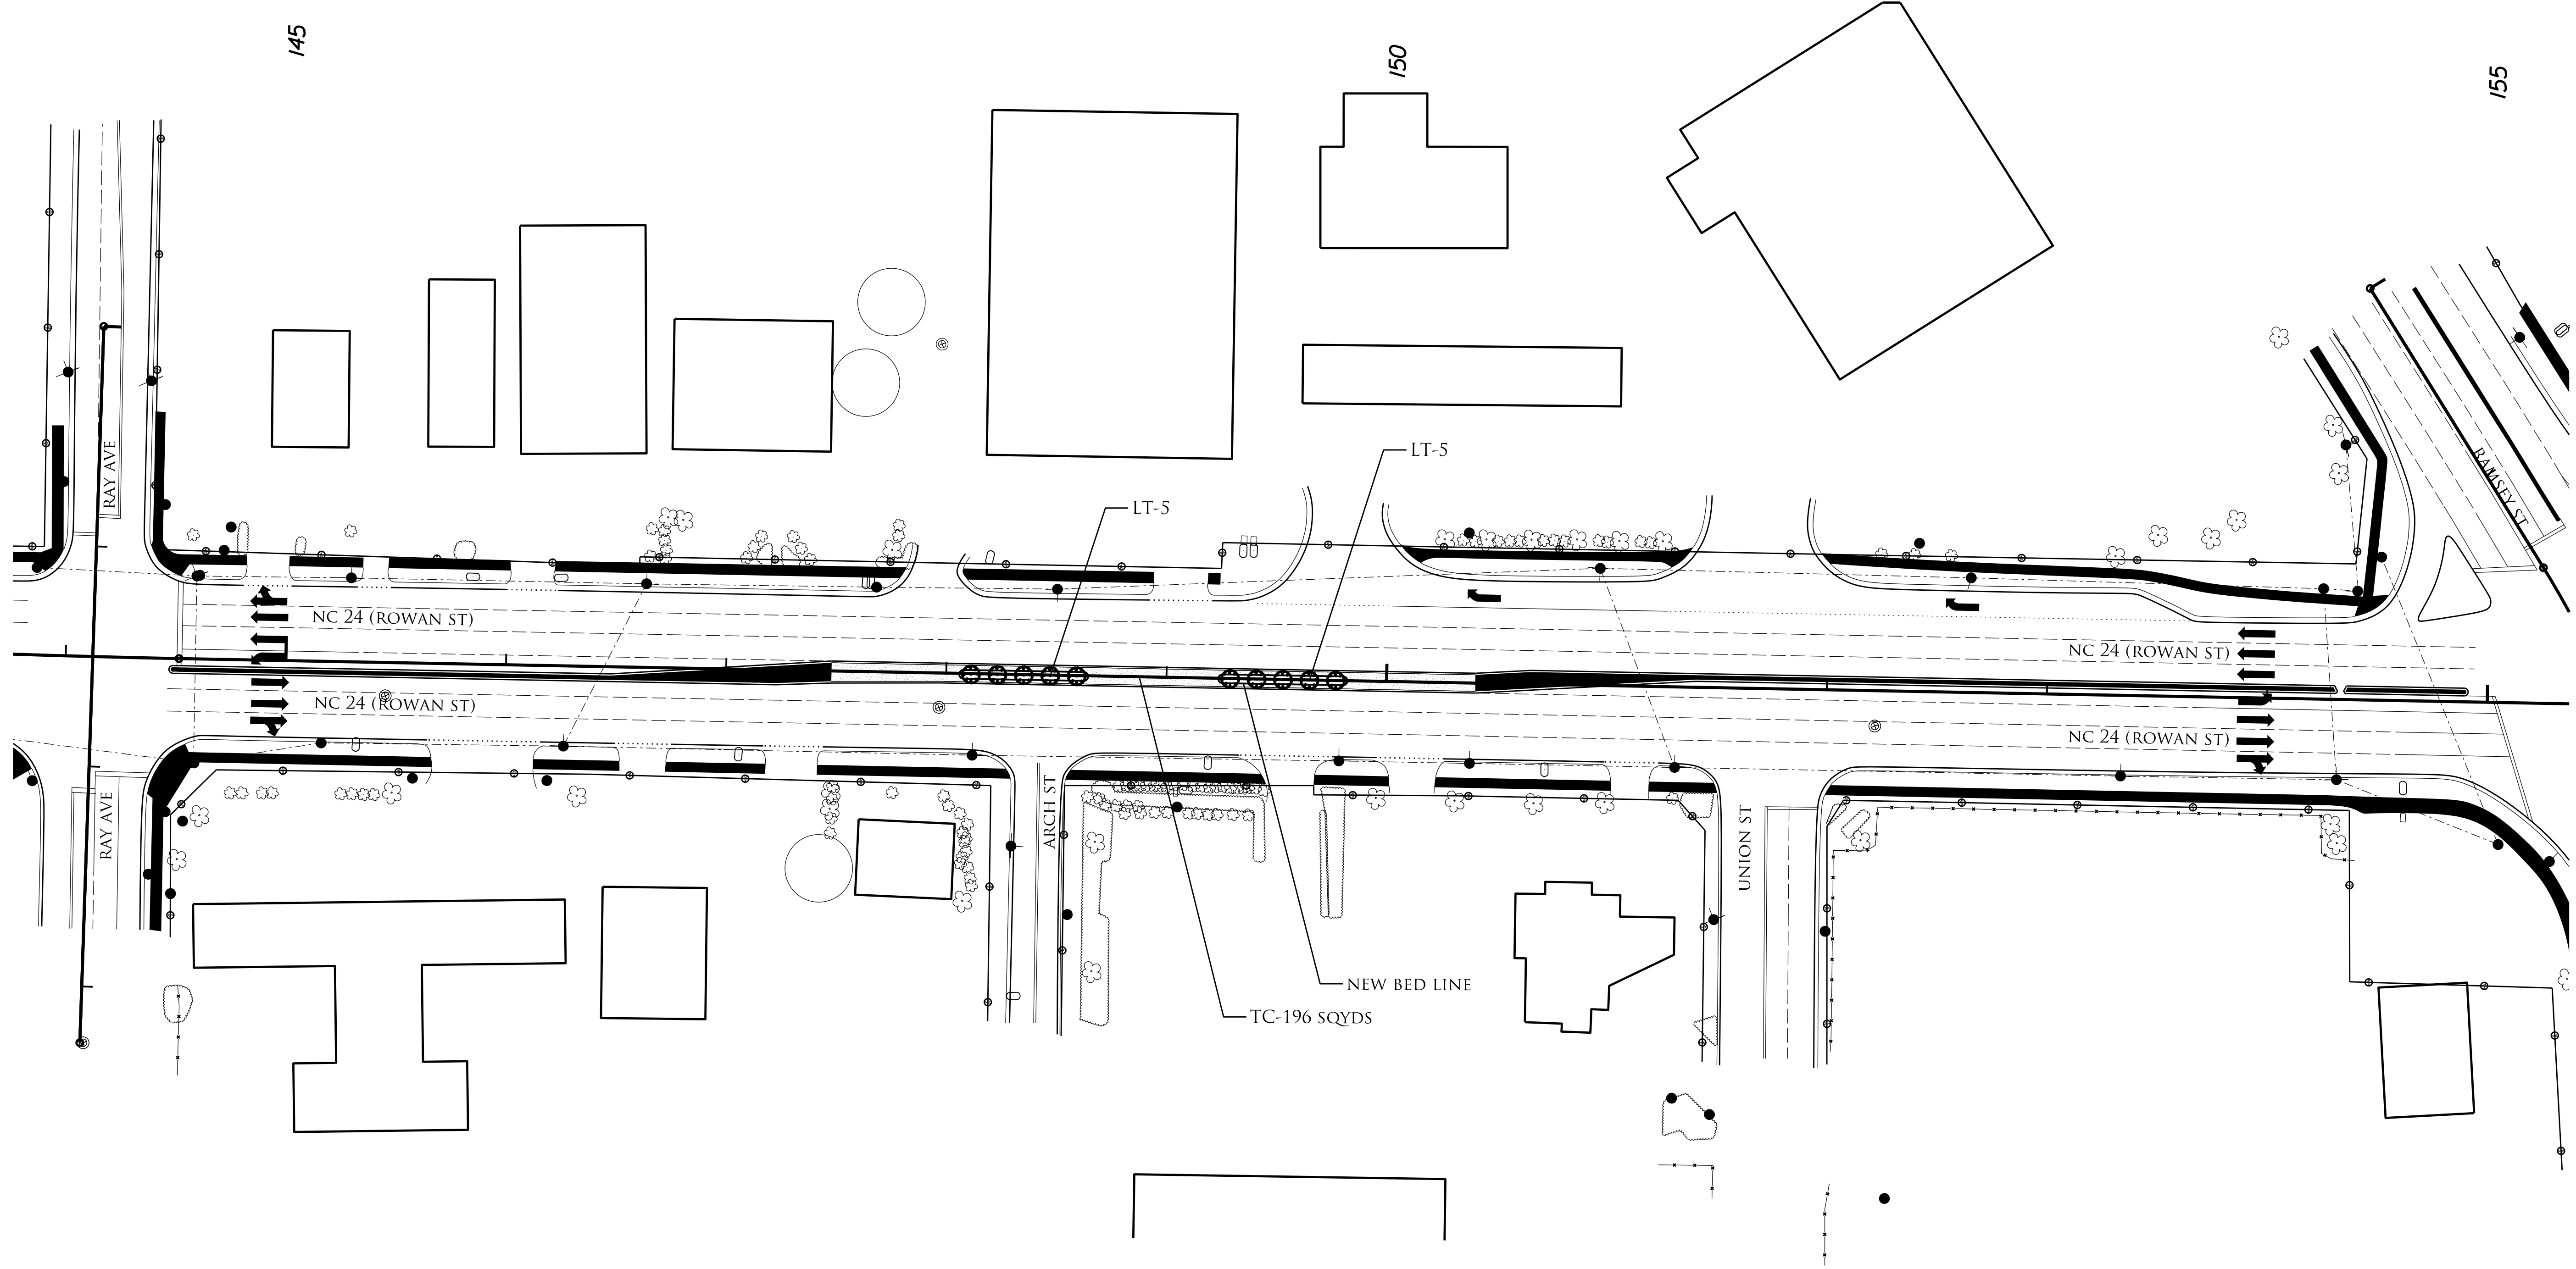 145
150
155
RAY AVE
RAMSEY ST
LT-5
LT-5
NC 24 (ROWAN ST)
NC 24 (ROWAN ST)
NC 24 (ROWAN ST)
NC 24 (ROWAN ST)
RAY AVE
ARCH ST
UNION ST
NEW BED LINE
TC-196 SQYDS